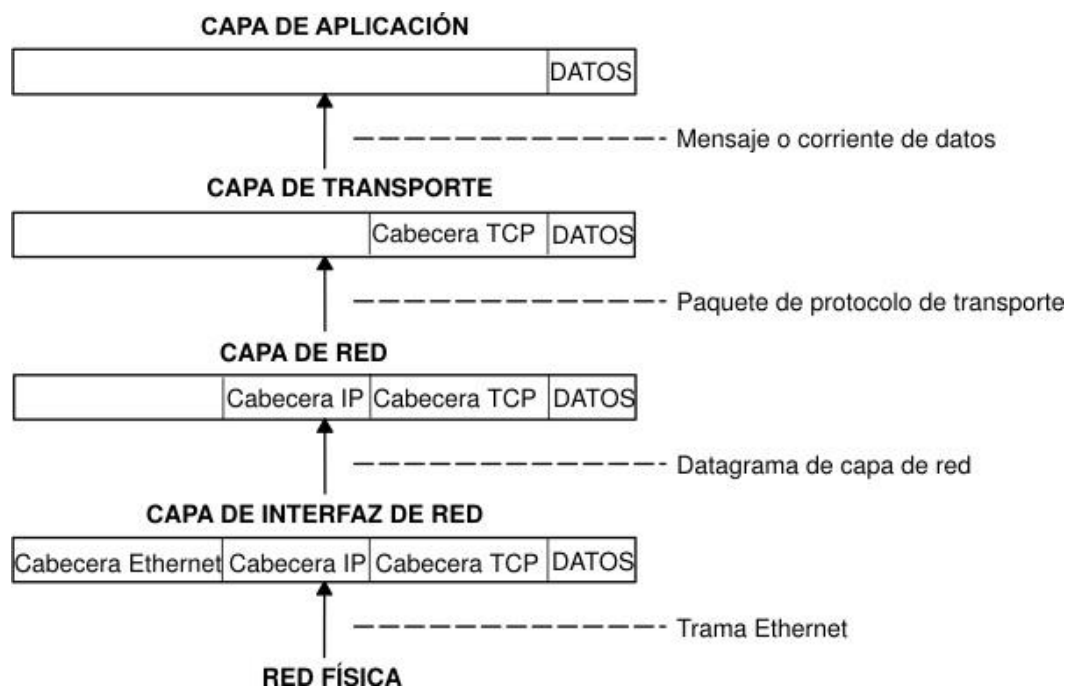 CAPA DE APLICACIÓN
DATOS
Mensaje o corriente de datos
CAPA DE TRANSPORTE
Cabecera TCP DATOS
Paquete de protocolo de transporte
CAPA DE RED
Cabecera IP Cabecera TCP DATOS
Datagrama de capa de red
CAPA DE INTERFAZ DE RED
Cabecera Ethernet Cabecera IP Cabecera TCP DATOS
Trama Ethernet
RED FÍSICA